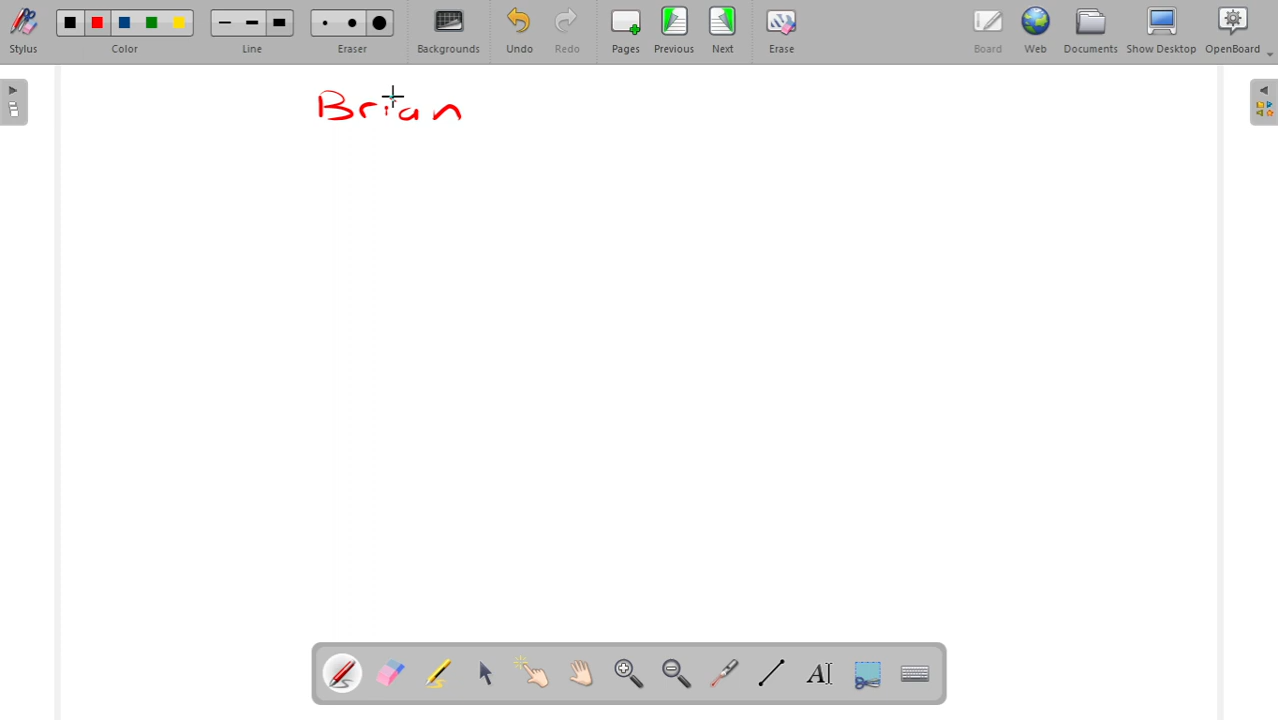 Stylus
Color
Line
Eraser
Backgrounds
Undo
Redo
Pages
Previous
Next
Erase
Board
Web
Documents
Show Desktop
OpenBoard
Brian
A